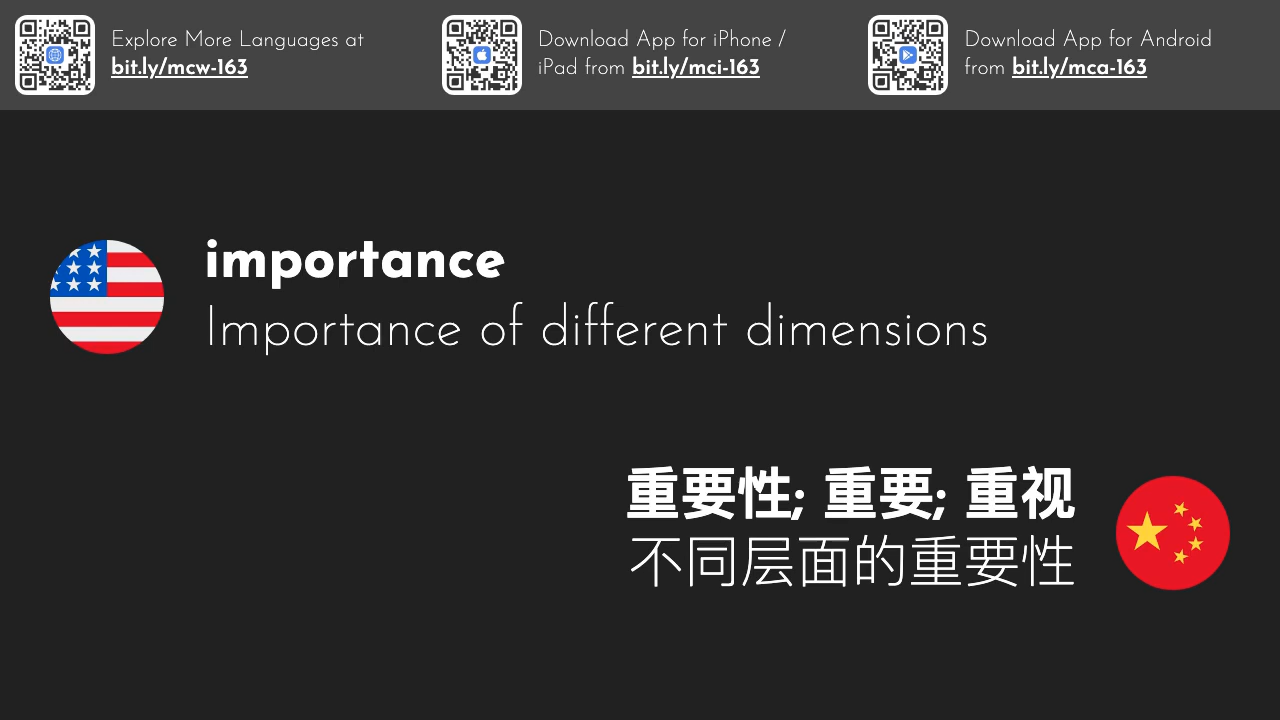 Explore More Languages at
bit.ly/mcw-163
Download App for iPhone /
iPad from bit.ly/mci-163
Download App for Android
from bit.ly/mca-163
importance
Importance of different dimensions
重要性; 重要; 重视
不同层面的重要性